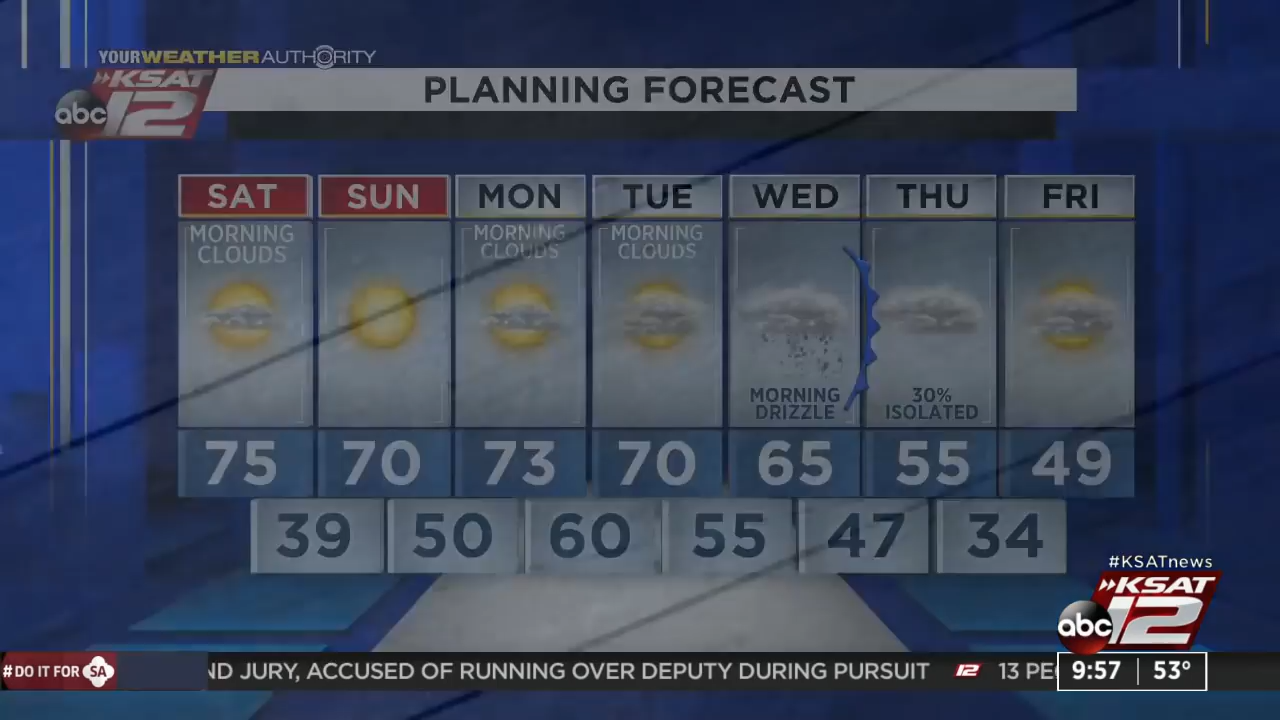 YOURWEATHERAUTHORITY
KSAT
abc 12
PLANNING FORECAST
SAT SUN MON TUE WED THU FRI
MORNING CLOUDS
MORNING CLOUDS
MORNING CLOUDS
MORNING DRIZZLE
30% ISOLATED
75 70 73 70 65 55 49
39 50 60 55 47 34
#KSATnews
KSAT
abc 12
#DO IT FOR SA
ND JURY, ACCUSED OF RUNNING OVER DEPUTY DURING PURSUIT 12 13 PE
9:57 53°